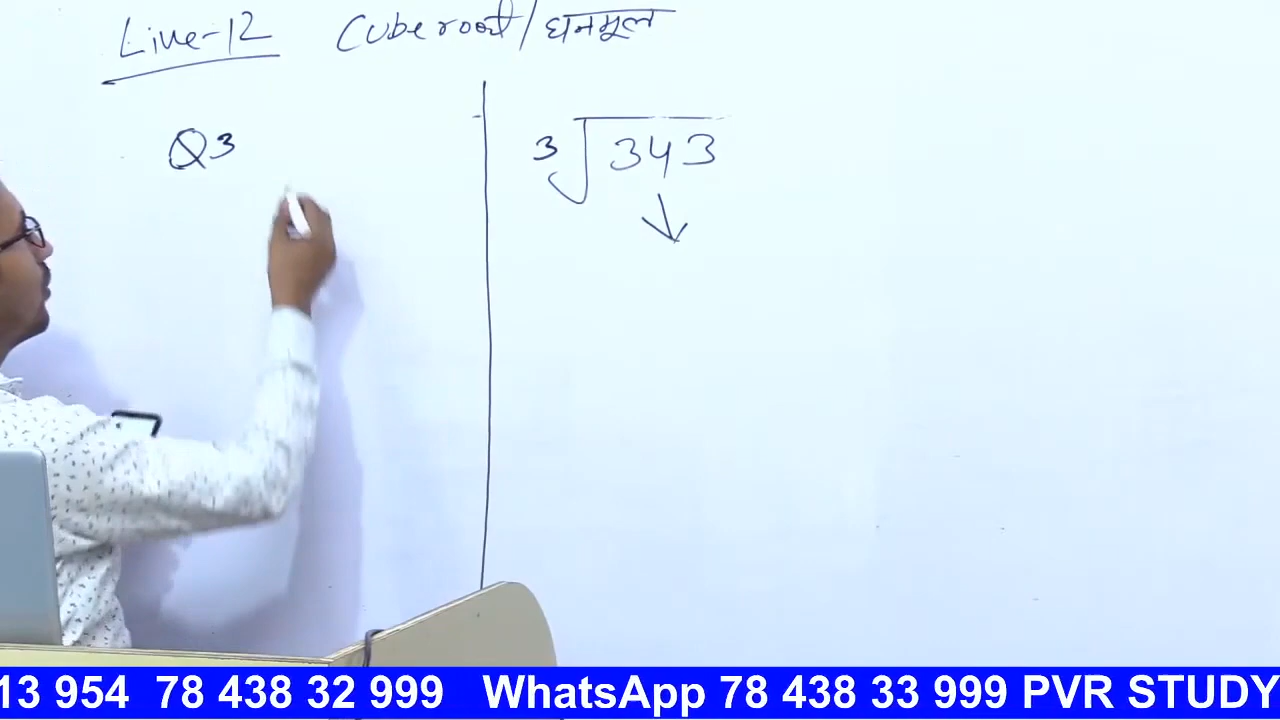 Live-12 Cube root/घनमूल
Q3
3√343
13 954 78 438 32 999 WhatsApp 78 438 33 999 PVR STUDY